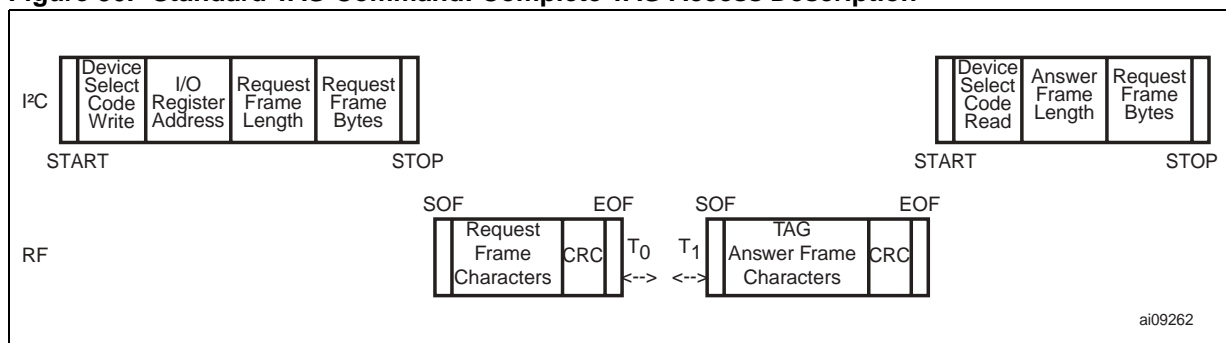 Standard TAG Command: Complete TAG Access Description
I²C
Device
Select
Code
Write
I/O
Register
Address
Request
Frame
Length
Request
Frame
Bytes
START
STOP
Device
Select
Code
Read
Answer
Frame
Length
Request
Frame
Bytes
START
STOP
RF
SOF
EOF
Request
Frame
Characters
CRC
T0
<-->
T1
<-->
SOF
EOF
TAG
Answer Frame
Characters
CRC
ai09262